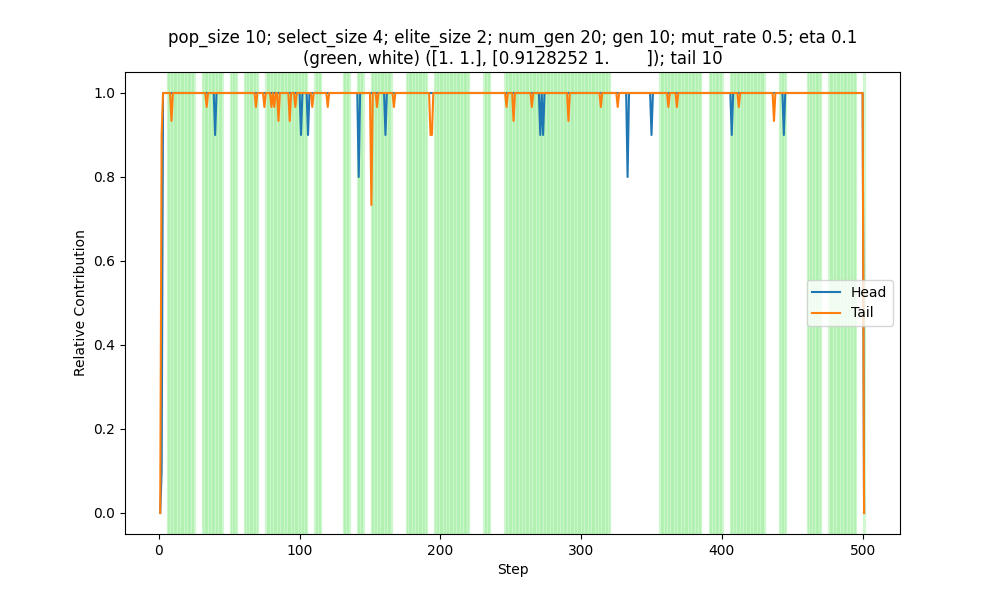 pop_size 10; select_size 4; elite_size 2; num_gen 20; gen 10; mut_rate 0.5; eta 0.1
(green, white) ([1. 1.], [0.9128252 1.        ]); tail 10
1.0
0.8
0.6
0.4
0.2
0.0
Relative Contribution
Head
Tail
0
100
200
300
400
500
Step